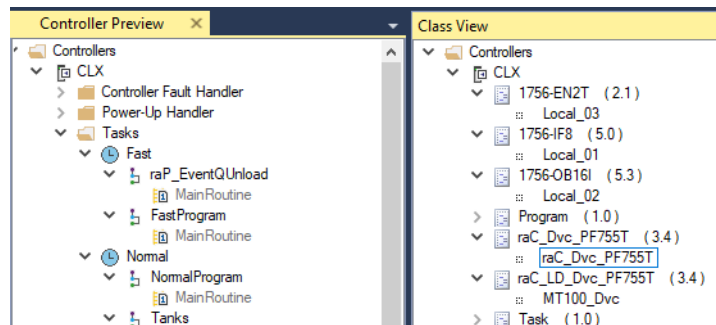 Controller Preview
Controllers
CLX
Controller Fault Handler
Power-Up Handler
Tasks
Fast
raP_EventQUnload
MainRoutine
FastProgram
MainRoutine
Normal
NormalProgram
MainRoutine
Tanks
Class View
Controllers
CLX
1756-EN2T (2.1)
Local_03
1756-IF8 (5.0)
Local_01
1756-OB16I (5.3)
Local_02
Program (1.0)
raC_Dvc_PF755T (3.4)
raC_Dvc_PF755T
raC_LD_Dvc_PF755T (3.4)
MT100_Dvc
Task (1.0)